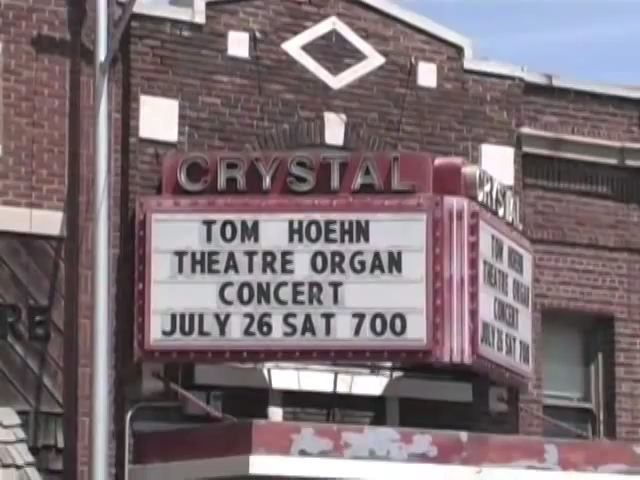 CRYSTAL
TOM HOEHN
THEATRE ORGAN
CONCERT
JULY 26 SAT 700
CRYSTAL
TOM HOEHN
THEATRE ORGAN
CONCERT
JULY 26 SAT 700